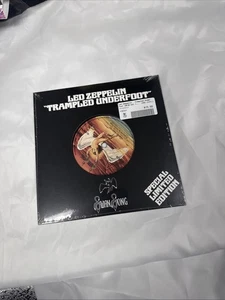 LED ZEPPELIN
"TRAMPLED UNDERFOOT"
Swan Song
SPECIAL
LIMITED
EDITION